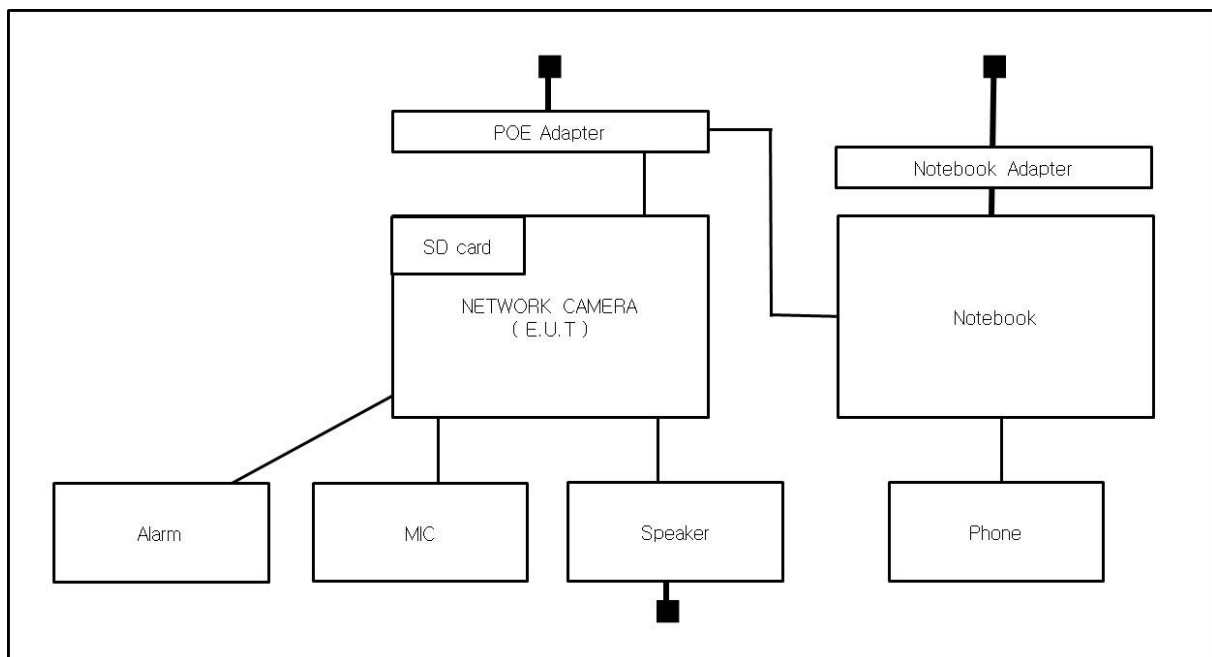 POE Adapter
Notebook Adapter
SD card
NETWORK CAMERA
( E.U.T )
Notebook
Alarm
MIC
Speaker
Phone